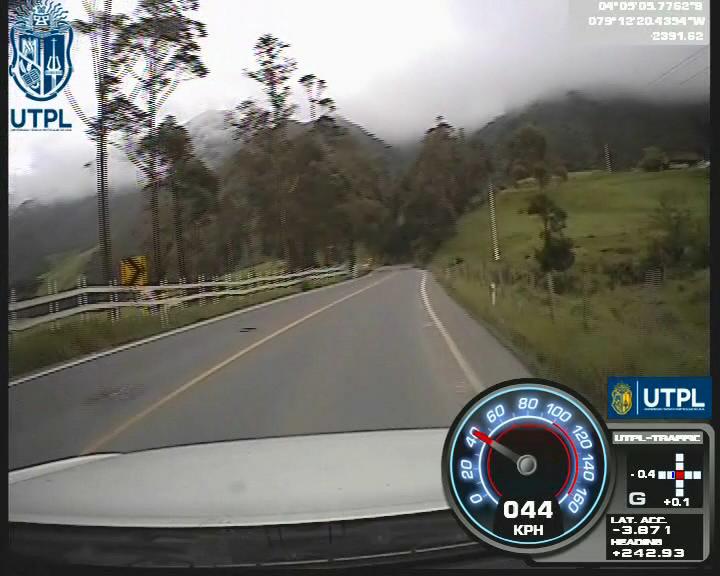 04°05'05.7762"S
079°12'20.4394"W
2391.62
UTPL
UTPL
UTPL-TRAFFIC
0 20 40 60 80 100 120 140 160
044
KPH
-0.4
G
+0.1
LAT. ACC.
-3.871
HEADING
+242.93